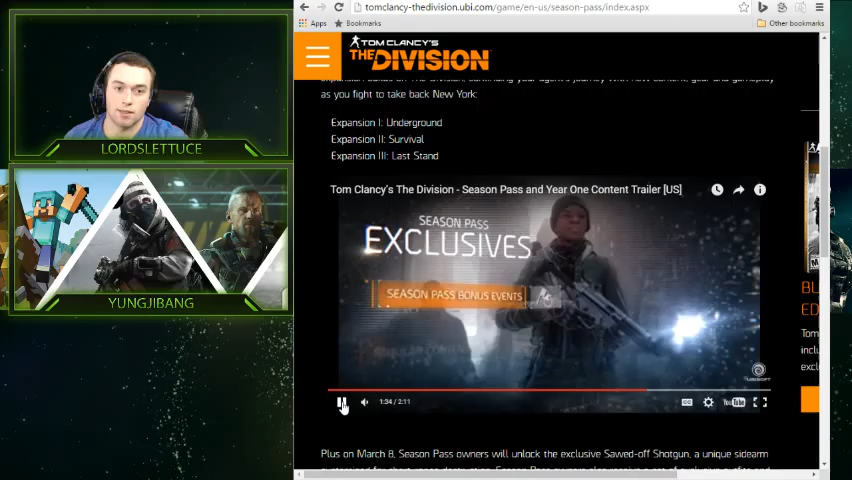 tomclancy-thedivision.ubi.com/game/en-us/season-pass/index.aspx
Apps Bookmarks Other bookmarks
TOM CLANCY'S
THE DIVISION
as you fight to take back New York:
Expansion I: Underground
Expansion II: Survival
Expansion III: Last Stand
LORDSLETTUCE
Tom Clancy's The Division - Season Pass and Year One Content Trailer [US]
SEASON PASS
EXCLUSIVES
SEASON PASS BONUS EVENTS
YUNGJIBANG
UBISOFT
1:34 / 2:11
CC YouTube
Plus on March 8, Season Pass owners will unlock the exclusive Sawed-off Shotgun, a unique sidearm